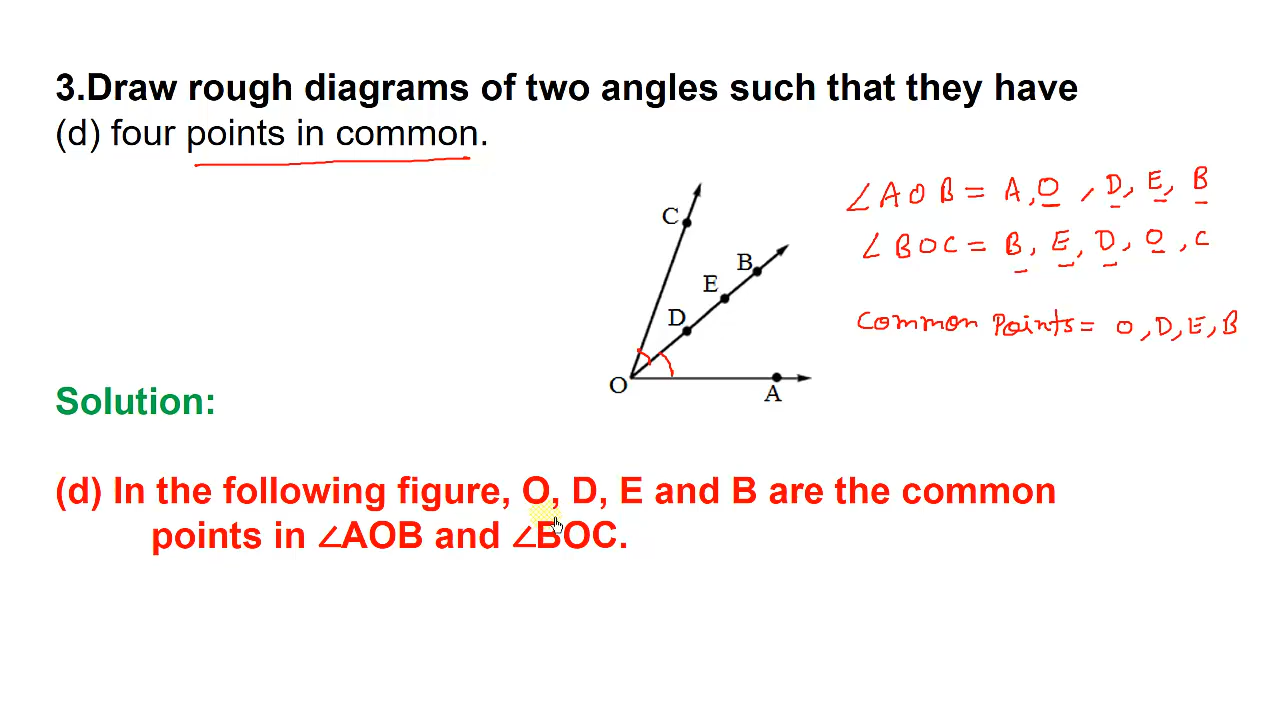 3.Draw rough diagrams of two angles such that they have
(d) four points in common.
∠AOB = A, O, D, E, B
∠BOC = B, E, D, O, C
Common Points = O, D, E, B
C
B
E
D
O
A
Solution:
(d) In the following figure, O, D, E and B are the common
points in ∠AOB and ∠BOC.